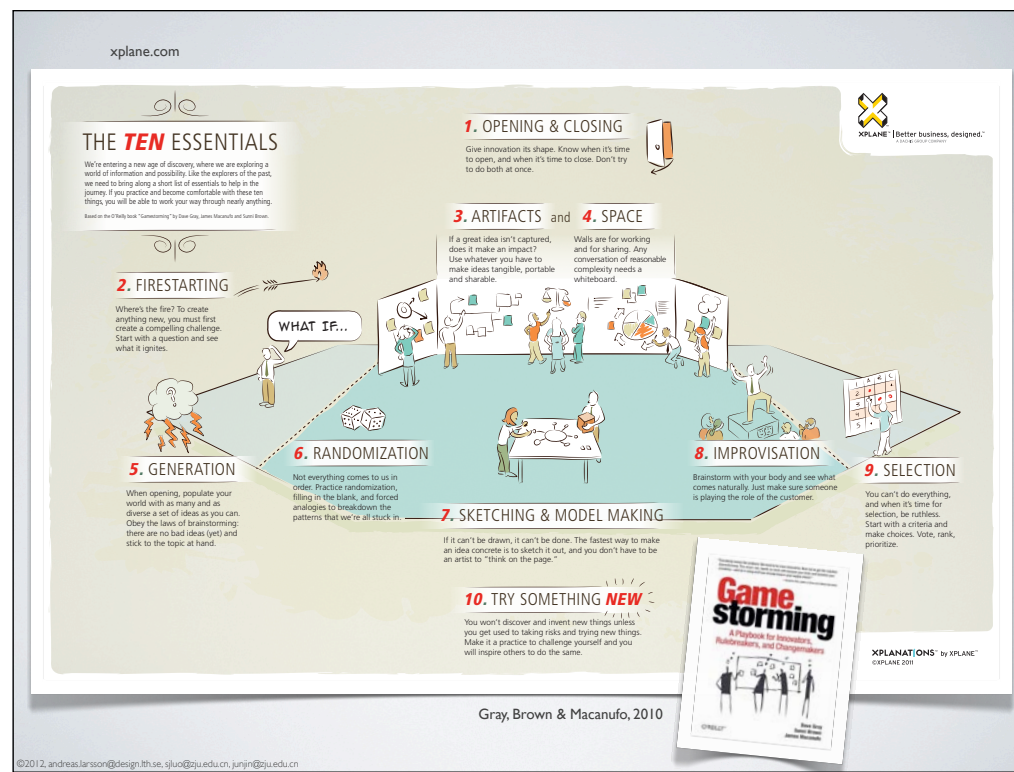 xplane.com
THE TEN ESSENTIALS
We're entering a new age of discovery, where we are exploring a
world of information and possibility. Like the explorers of the past,
we need to bring along a short list of essentials to help in the
journey. If you practice and become comfortable with these ten
things, you will be able to work your way through nearly anything.
Based on the O'Reilly book "Gamestorming" by Dave Gray, James Macanufo and Sunni Brown.
1. OPENING & CLOSING
Give innovation its shape. Know when it's time
to open, and when it's time to close. Don't try
to do both at once.
XPLANE™ Better business, designed.™
A DACHIS GROUP COMPANY
2. FIRESTARTING
Where's the fire? To create
anything new, you must first
create a compelling challenge.
Start with a question and see
what it ignites.
WHAT IF...
3. ARTIFACTS and 4. SPACE
If a great idea isn't captured,
does it make an impact?
Use whatever you have to
make ideas tangible, portable
and sharable.
Walls are for working
and for sharing. Any
conversation of reasonable
complexity needs a
whiteboard.
?
1
2
3
4
5
5. GENERATION
When opening, populate your
world with as many and as
diverse a set of ideas as you can.
Obey the laws of brainstorming:
there are no bad ideas (yet) and
stick to the topic at hand.
6. RANDOMIZATION
Not everything comes to us in
order. Practice randomization,
filling in the blank, and forced
analogies to breakdown the
patterns that we're all stuck in.
7. SKETCHING & MODEL MAKING
If it can't be drawn, it can't be done. The fastest way to make
an idea concrete is to sketch it out, and you don't have to be
an artist to "think on the page."
8. IMPROVISATION
Brainstorm with your body and see what
comes naturally. Just make sure someone
is playing the role of the customer.
9. SELECTION
You can't do everything,
and when it's time for
selection, be ruthless.
Start with a criteria and
make choices. Vote, rank,
prioritize.
10. TRY SOMETHING NEW
You won't discover and invent new things unless
you get used to taking risks and trying new things.
Make it a practice to challenge yourself and you
will inspire others to do the same.
Game
storming
A Playbook for Innovators,
Rulebreakers, and Changemakers
O'REILLY
Dave Gray
Sunni Brown
James Macanufo
XPLANATIONS™ by XPLANE™
©XPLANE 2011
Gray, Brown & Macanufo, 2010
©2012, andreas.larsson@design.lth.se, sjluo@zju.edu.cn, junjin@zju.edu.cn